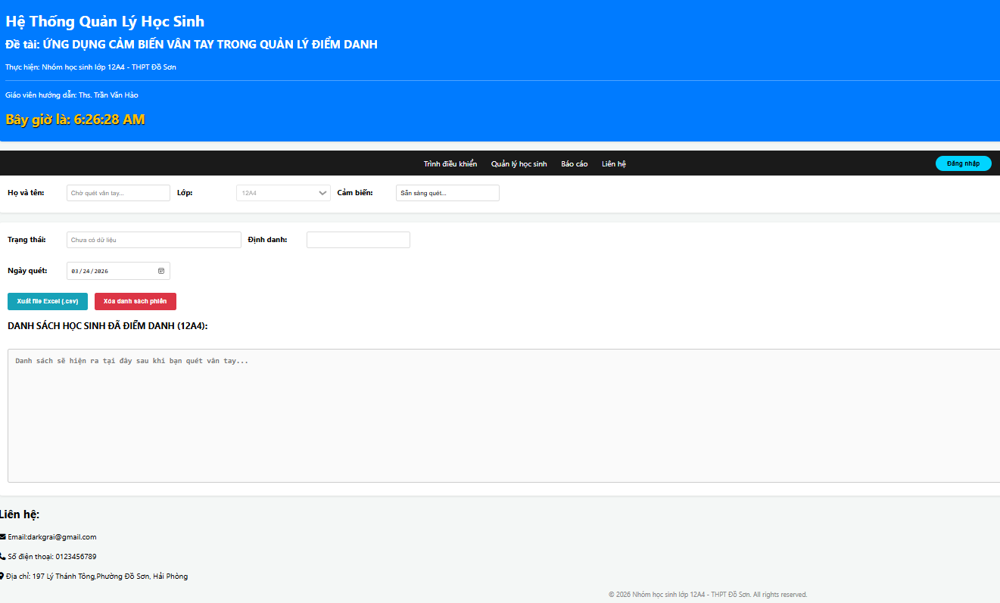 Hệ Thống Quản Lý Học Sinh
Đề tài: ỨNG DỤNG CẢM BIẾN VÂN TAY TRONG QUẢN LÝ ĐIỂM DANH
Thực hiện: Nhóm học sinh lớp 12A4 - THPT Đồ Sơn
Giáo viên hướng dẫn: Ths. Trần Văn Hào
Bây giờ là: 6:26:28 AM
Trình điều khiển Quản lý học sinh Báo cáo Liên hệ Đăng nhập
Họ và tên: Chờ quét vân tay... Lớp: 12A4 Cảm biến: Sẵn sàng quét...
Trạng thái: Chưa có dữ liệu Định danh:
Ngày quét: 03/24/2026
Xuất file Excel (.csv) Xóa danh sách phiên
DANH SÁCH HỌC SINH ĐÃ ĐIỂM DANH (12A4):
Danh sách sẽ hiện ra tại đây sau khi bạn quét vân tay...
Liên hệ:
Email:darkgrai@gmail.com
Số điện thoại: 0123456789
Địa chỉ: 197 Lý Thánh Tông,Phường Đồ Sơn, Hải Phòng
© 2026 Nhóm học sinh lớp 12A4 - THPT Đồ Sơn. All rights reserved.